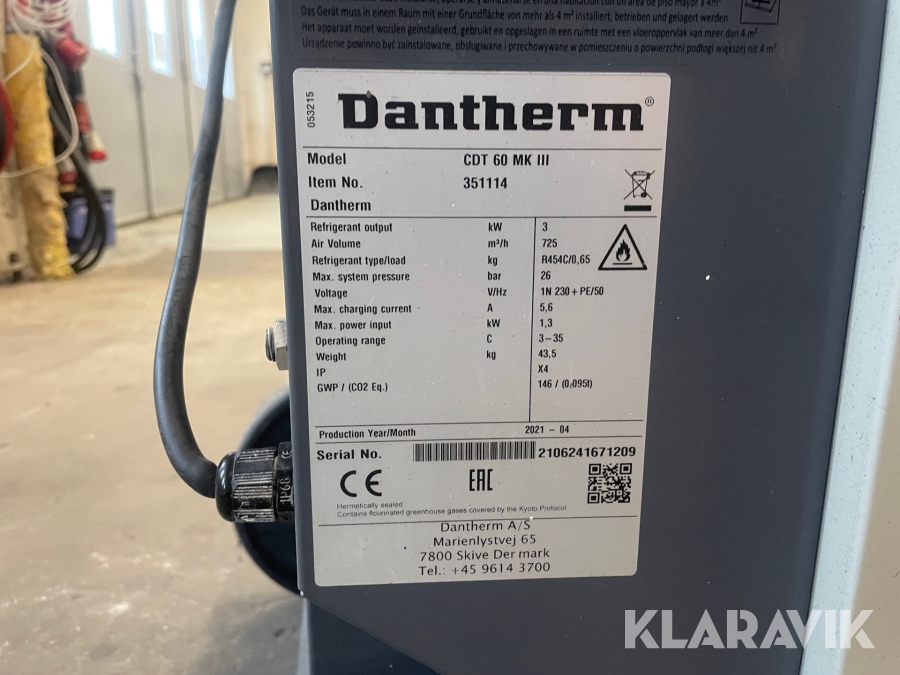 Das Gerät muss in einem Raum mit einer Grundfläche von mehr als 4 m² installiert, betrieben und gelagert werden
Het apparaat moet worden geïnstalleerd, gebruikt en opgeslagen in een ruimte met een vloeroppervlak van meer dan 4 m²
Urządzenie powinno być zainstalowane, obsługiwane i przechowywane w pomieszczeniu o powierzchni podłogi większej niż 4 m²
053215
Dantherm®
Model CDT 60 MK III
Item No. 351114
Dantherm
Refrigerant output kW 3
Air Volume m³/h 725
Refrigerant type/load kg R454C/0,65
Max. system pressure bar 26
Voltage V/Hz 1N 230 + PE/50
Max. charging current A 5,6
Max. power input kW 1,3
Operating range C 3-35
Weight kg 43,5
IP X4
GWP / (CO2 Eq.) 146 / (0,095t)
Production Year/Month 2021 - 04
Serial No. 2106241671209
CE EAC
Hermetically sealed
Contains flourinated greenhouse gases covered by the Kyoto Protocol
Dantherm A/S
Marienlystvej 65
7800 Skive Denmark
Tel.: +45 9614 3700
IP68
KLARAVIK